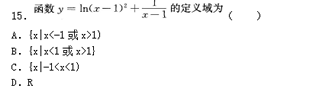 15. 函数 y = ln(x−1)² + 1/(x−1) 的定义域为 （　　）
A. {x|x<−1 或 x>1)
B. {x|x<1 或 x>1}
C. {x|−1<x<1)
D. R